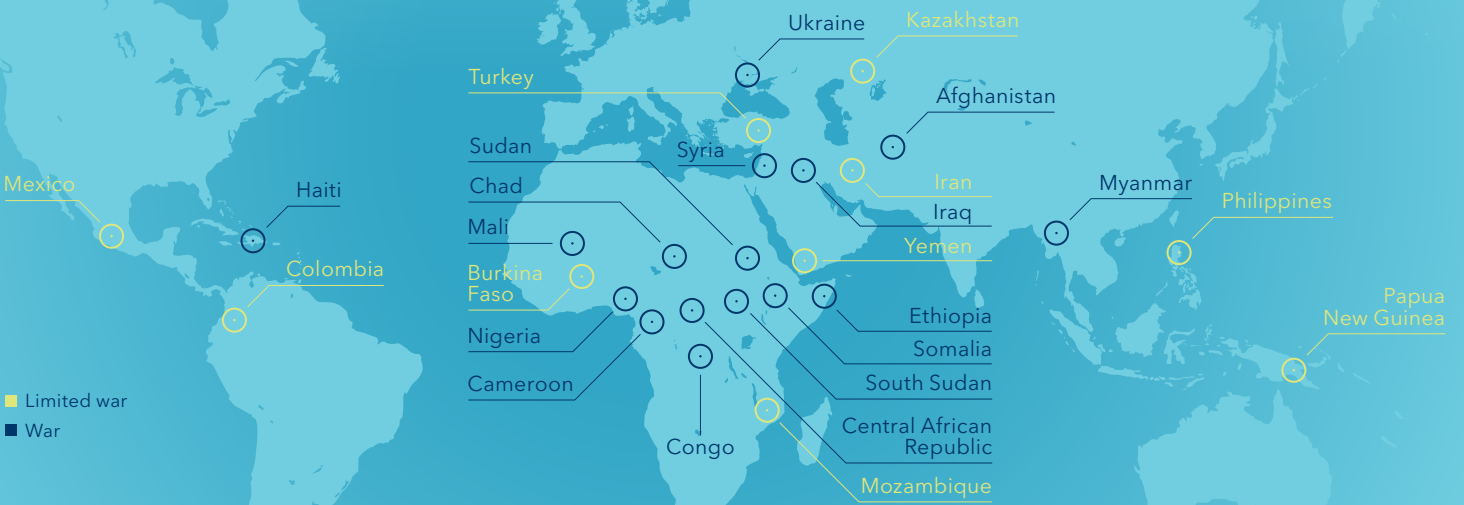 Ukraine
Kazakhstan
Turkey
Afghanistan
Sudan
Syria
Mexico
Haiti
Chad
Iran
Myanmar
Philippines
Iraq
Mali
Yemen
Colombia
Burkina
Faso
Papua
New Guinea
Nigeria
Ethiopia
Somalia
Cameroon
South Sudan
Limited war
War
Congo
Central African
Republic
Mozambique